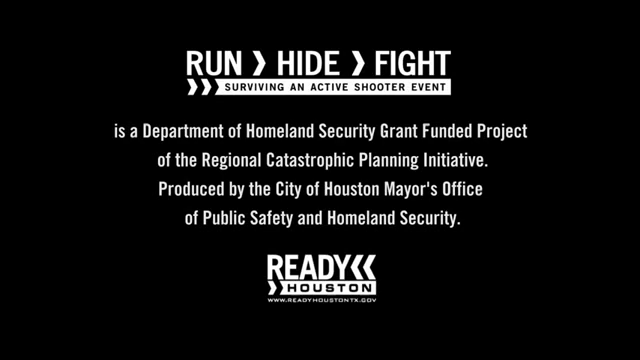 RUN ❯ HIDE ❯ FIGHT
❯❯❯ SURVIVING AN ACTIVE SHOOTER EVENT
is a Department of Homeland Security Grant Funded Project
of the Regional Catastrophic Planning Initiative.
Produced by the City of Houston Mayor's Office
of Public Safety and Homeland Security.
READY❮❮
❯ HOUSTON
WWW.READYHOUSTONTX.GOV